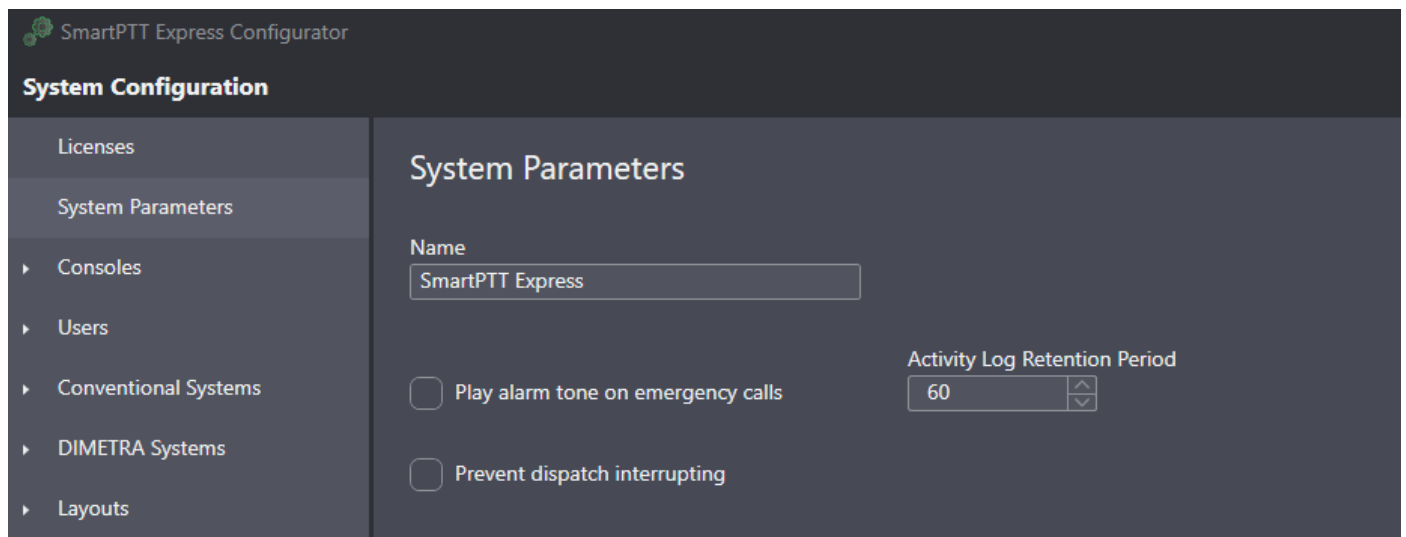 SmartPTT Express Configurator
System Configuration
Licenses
System Parameters
Consoles
Users
Conventional Systems
DIMETRA Systems
Layouts
System Parameters
Name
SmartPTT Express
Activity Log Retention Period
Play alarm tone on emergency calls
60
Prevent dispatch interrupting